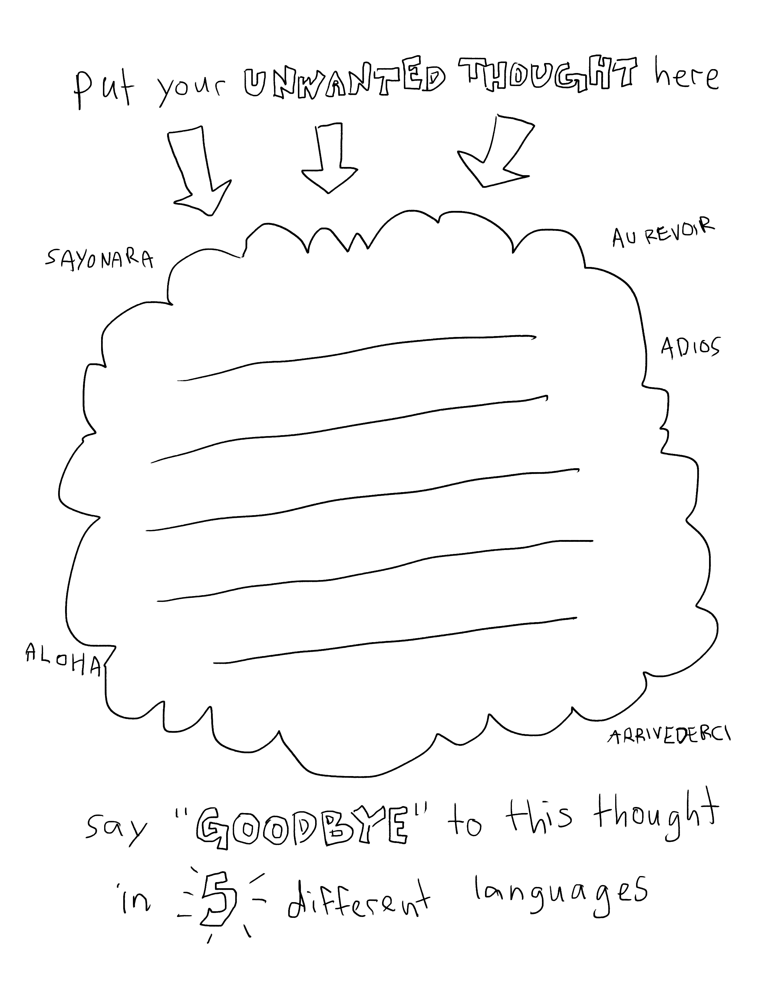 put your UNWANTED THOUGHT here
SAYONARA
AU REVOIR
ADIOS
ALOHA
ARRIVEDERCI
say "GOODBYE" to this thought
in 5 different languages